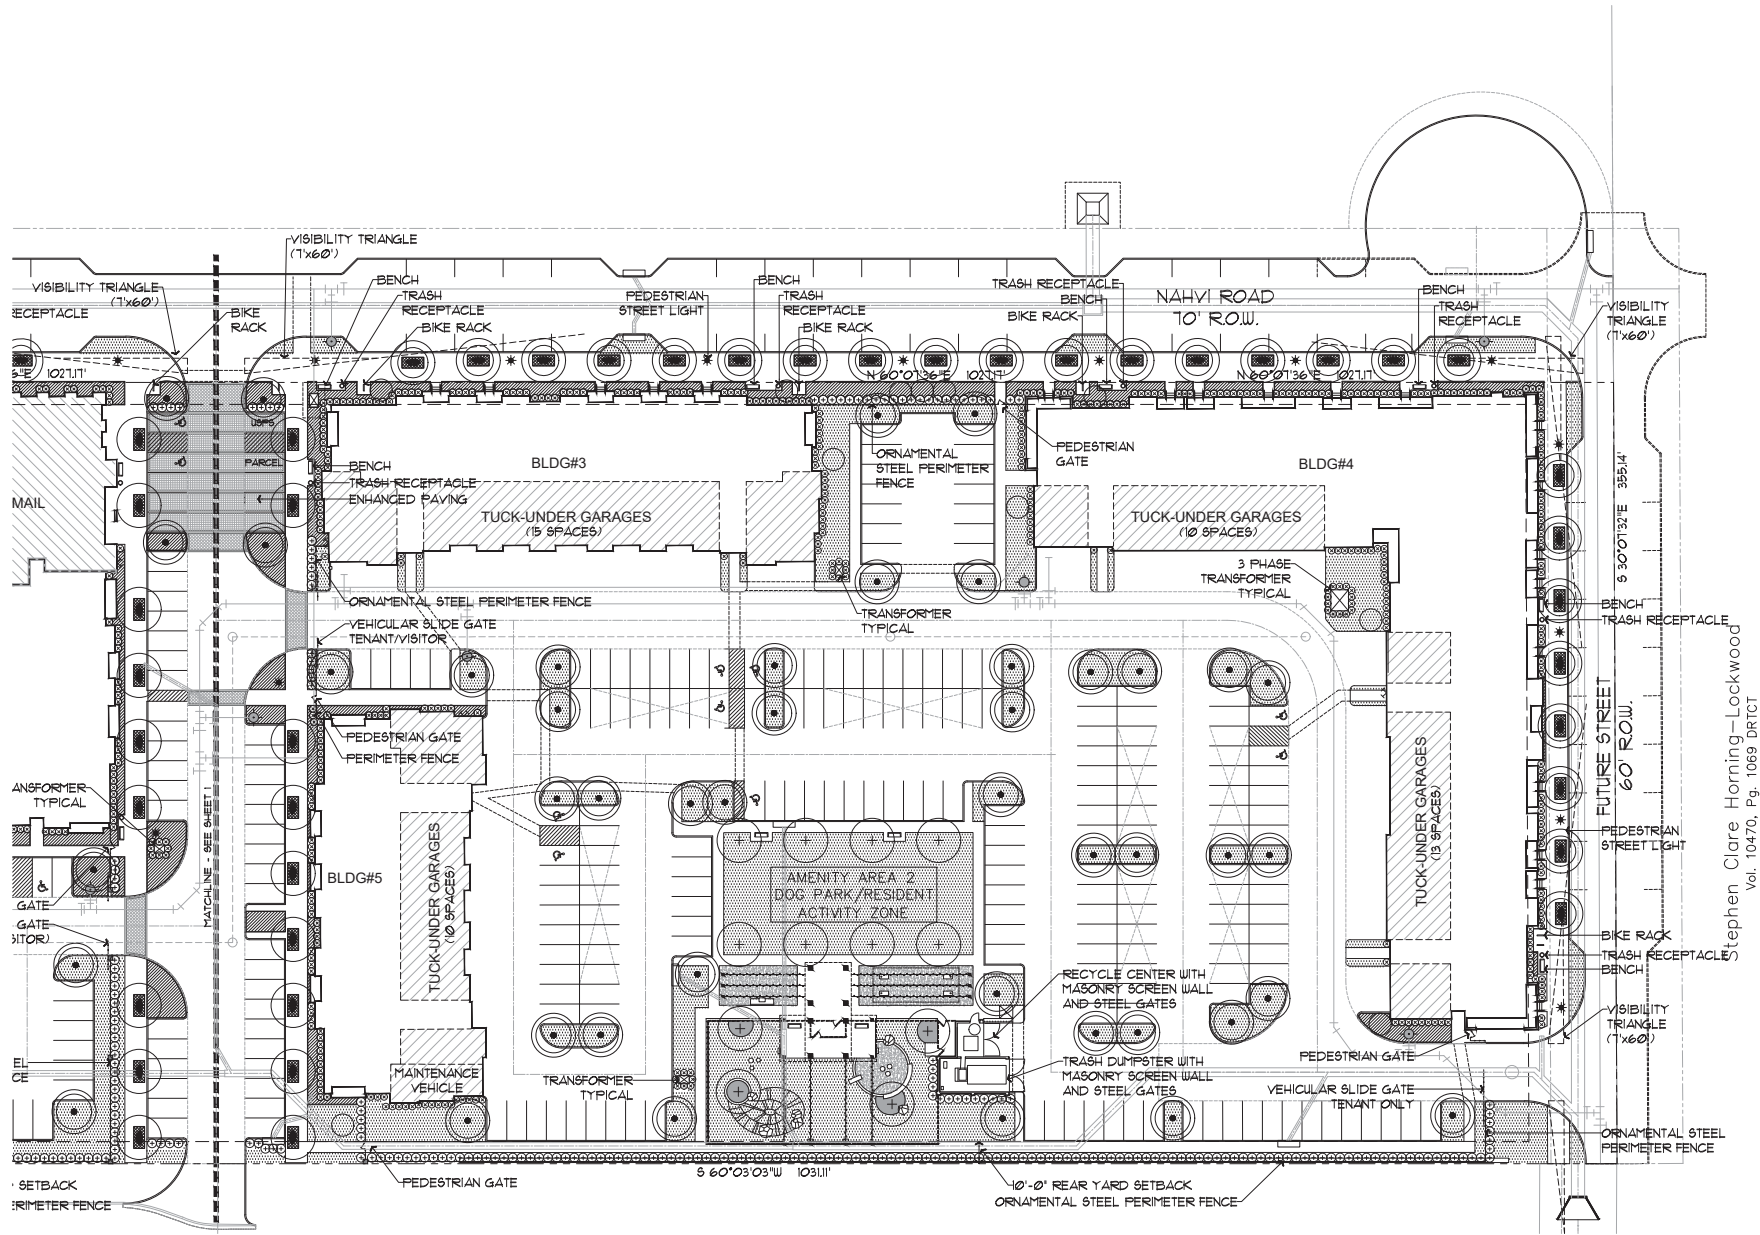 VISIBILITY TRIANGLE
(7'x60')
VISIBILITY TRIANGLE
(7'x60')
RECEPTACLE
BIKE
RACK
BENCH
TRASH
RECEPTACLE
BIKE RACK
PEDESTRIAN
STREET LIGHT
BENCH
TRASH
RECEPTACLE
BIKE RACK
TRASH RECEPTACLE
BENCH
BIKE RACK
NAHVI ROAD
70' R.O.W.
BENCH
TRASH
RECEPTACLE
VISIBILITY
TRIANGLE
(7'x60')
6"E 1027.17'
N 60°07'36"E 1027.17'
N 60°07'36"E 1027.17'
USPS
PARCEL
BENCH
TRASH RECEPTACLE
ENHANCED PAVING
MAIL
BLDG#3
TUCK-UNDER GARAGES
(15 SPACES)
ORNAMENTAL
STEEL PERIMETER
FENCE
PEDESTRIAN
GATE
BLDG#4
TUCK-UNDER GARAGES
(10 SPACES)
3 PHASE
TRANSFORMER
TYPICAL
S 30°07'32"E 355.14'
ORNAMENTAL STEEL PERIMETER FENCE
VEHICULAR SLIDE GATE
TENANT/VISITOR
TRANSFORMER
TYPICAL
BENCH
TRASH RECEPTACLE
PEDESTRIAN GATE
PERIMETER FENCE
ANSFORMER
TYPICAL
MATCHLINE - SEE SHEET 1
BLDG#5
TUCK-UNDER GARAGES
(10 SPACES)
AMENITY AREA 2
DOG PARK/RESIDENT
ACTIVITY ZONE
TUCK-UNDER GARAGES
(13 SPACES)
FUTURE STREET
60' R.O.W.
PEDESTRIAN
STREET LIGHT
Stephen Clare Horning-Lockwood
Vol. 10470, Pg. 1069 DRTCT
GATE
GATE
SITOR)
BIKE RACK
TRASH RECEPTACLE
BENCH
RECYCLE CENTER WITH
MASONRY SCREEN WALL
AND STEEL GATES
VISIBILITY
TRIANGLE
(7'x60')
EL
CE
MAINTENANCE
VEHICLE
TRANSFORMER
TYPICAL
TRASH DUMPSTER WITH
MASONRY SCREEN WALL
AND STEEL GATES
PEDESTRIAN GATE
VEHICULAR SLIDE GATE
TENANT ONLY
ORNAMENTAL STEEL
PERIMETER FENCE
S 60°03'03"W 1031.11'
SETBACK
ERIMETER FENCE
PEDESTRIAN GATE
10'-0" REAR YARD SETBACK
ORNAMENTAL STEEL PERIMETER FENCE